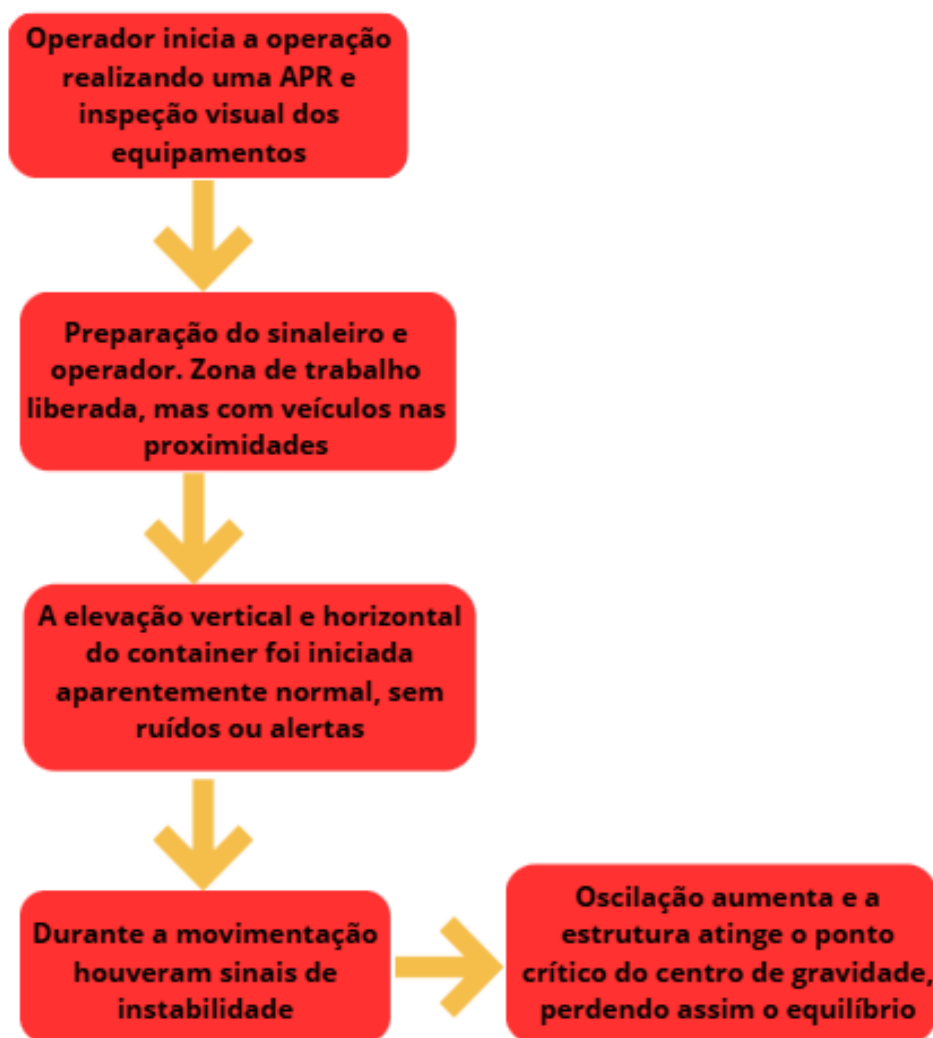 Operador inicia a operação
realizando uma APR e
inspeção visual dos
equipamentos
Preparação do sinaleiro e
operador. Zona de trabalho
liberada, mas com veículos nas
proximidades
A elevação vertical e horizontal
do container foi iniciada
aparentemente normal, sem
ruídos ou alertas
Durante a movimentação
houveram sinais de
instabilidade
Oscilação aumenta e a
estrutura atinge o ponto
crítico do centro de gravidade,
perdendo assim o equilíbrio